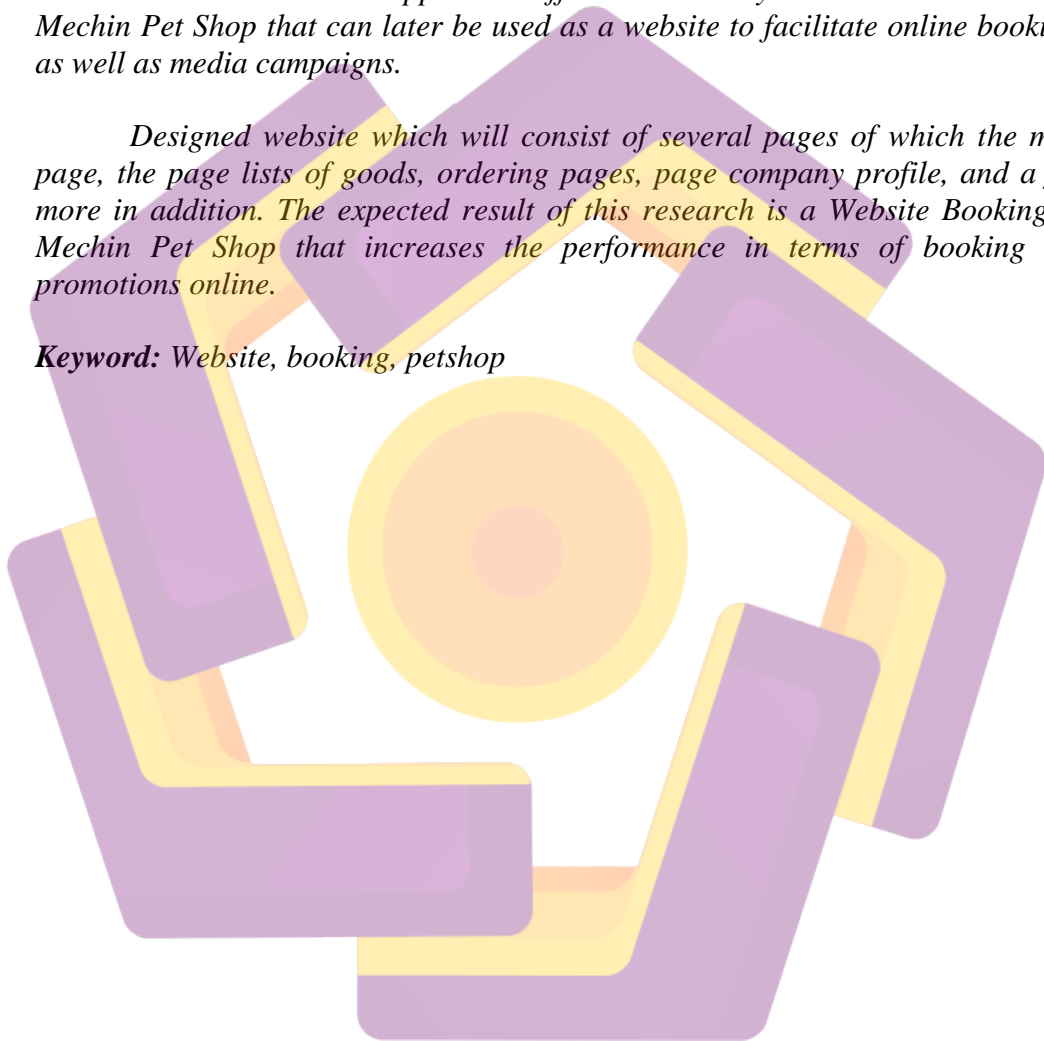 Mechin Pet Shop that can later be used as a website to facilitate online booki
as well as media campaigns.
Designed website which will consist of several pages of which the m
page, the page lists of goods, ordering pages, page company profile, and a
more in addition. The expected result of this research is a Website Booking
Mechin Pet Shop that increases the performance in terms of booking
promotions online.
Keyword: Website, booking, petshop